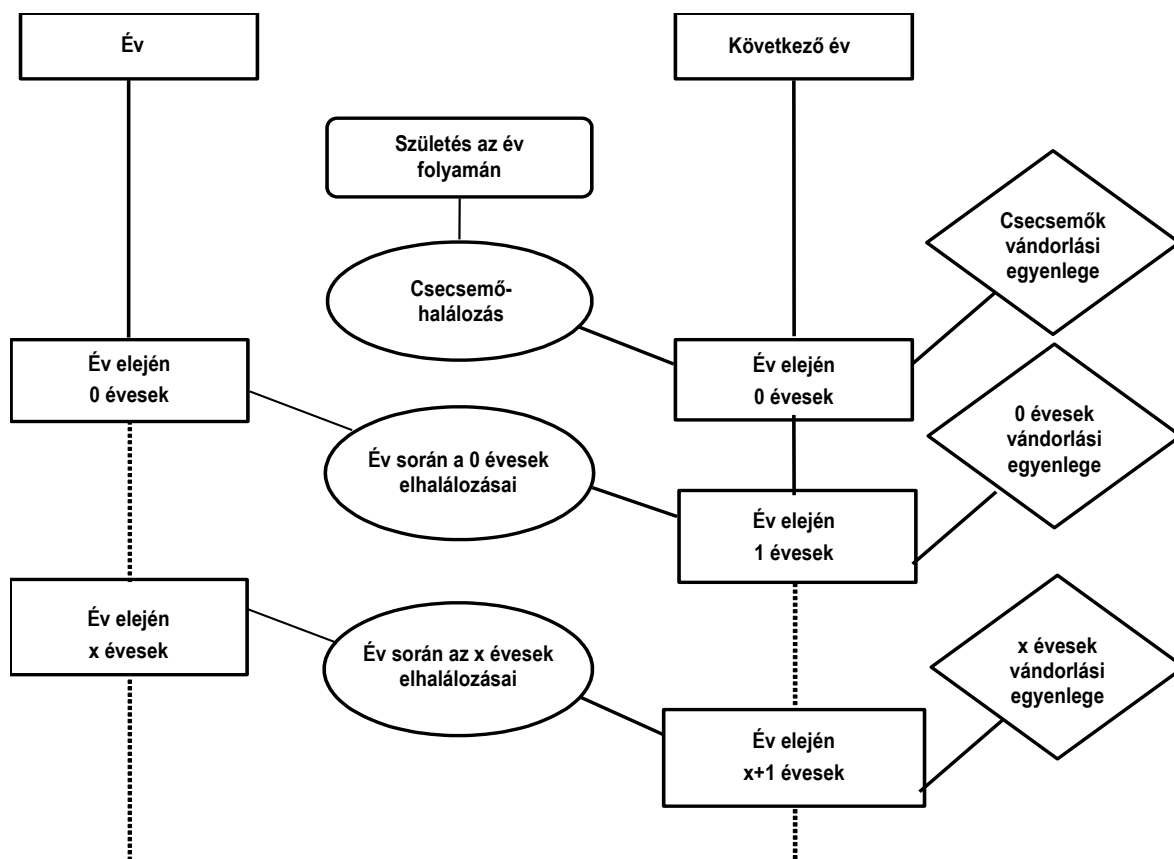 Év
Következő év
Születés az év
folyamán
Csecsemők
vándorlási
egyenlege
Csecsemő-
halálozás
Év elején
0 évesek
Év elején
0 évesek
0 évesek
vándorlási
egyenlege
Év során a 0 évesek
elhalálozásai
Év elején
1 évesek
Év elején
x évesek
Év során az x évesek
elhalálozásai
x évesek
vándorlási
egyenlege
Év elején
x+1 évesek